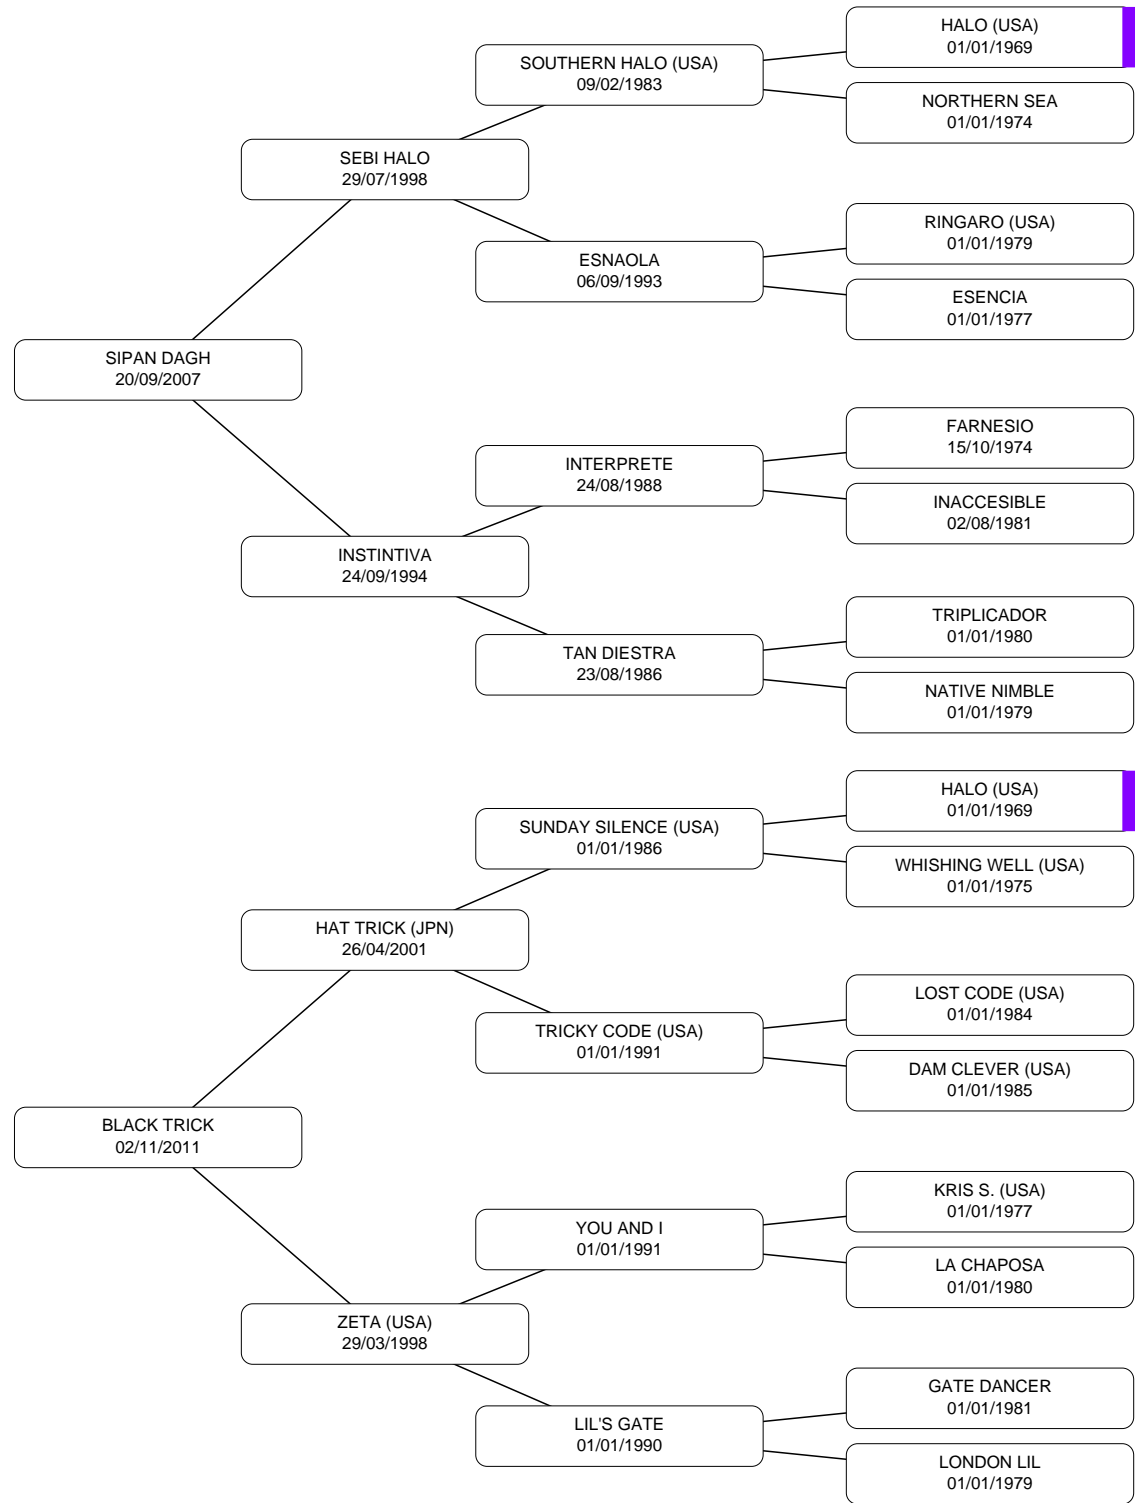 HALO (USA)
01/01/1969
SOUTHERN HALO (USA)
09/02/1983
NORTHERN SEA
01/01/1974
SEBI HALO
29/07/1998
RINGARO (USA)
01/01/1979
ESNAOLA
06/09/1993
ESENCIA
01/01/1977
SIPAN DAGH
20/09/2007
FARNESIO
15/10/1974
INTERPRETE
24/08/1988
INACCESIBLE
02/08/1981
INSTINTIVA
24/09/1994
TRIPLICADOR
01/01/1980
TAN DIESTRA
23/08/1986
NATIVE NIMBLE
01/01/1979
HALO (USA)
01/01/1969
SUNDAY SILENCE (USA)
01/01/1986
WHISHING WELL (USA)
01/01/1975
HAT TRICK (JPN)
26/04/2001
LOST CODE (USA)
01/01/1984
TRICKY CODE (USA)
01/01/1991
DAM CLEVER (USA)
01/01/1985
BLACK TRICK
02/11/2011
KRIS S. (USA)
01/01/1977
YOU AND I
01/01/1991
LA CHAPOSA
01/01/1980
ZETA (USA)
29/03/1998
GATE DANCER
01/01/1981
LIL'S GATE
01/01/1990
LONDON LIL
01/01/1979